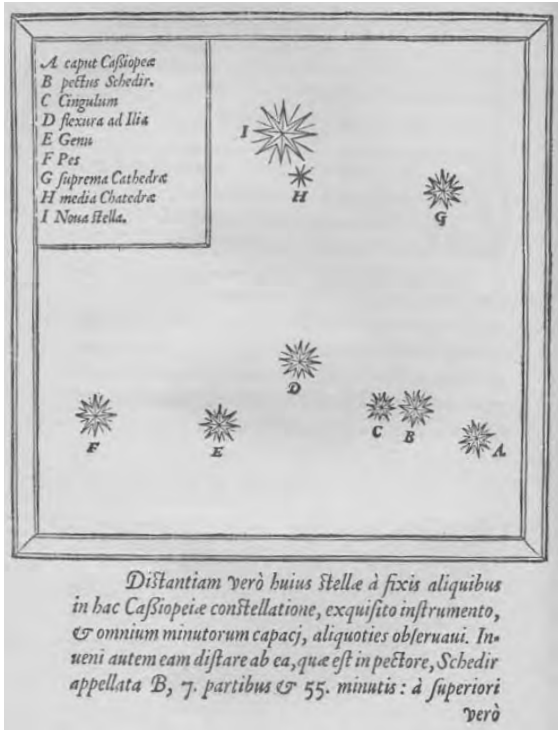 A caput Caſsiopeæ
B pectus Schedir.
C Cingulum
D flexura ad Ilia
E Genu
F Pes
G ſuprema Cathedræ
H media Chatedræ
I Noua ſtella.
I
H
G
D
C
B
A
E
F
Diſtantiam verò huius ſtellæ à fixis aliquibus
in hac Caſsiopeiæ conſtellatione, exquiſito inſtrumento,
& omnium minutorum capacj, aliquoties obſeruaui. In-
ueni autem eam diſtare ab ea, quæ eſt in pectore, Schedir
appellata B, 7. partibus & 55. minutis: à ſuperiori
verò